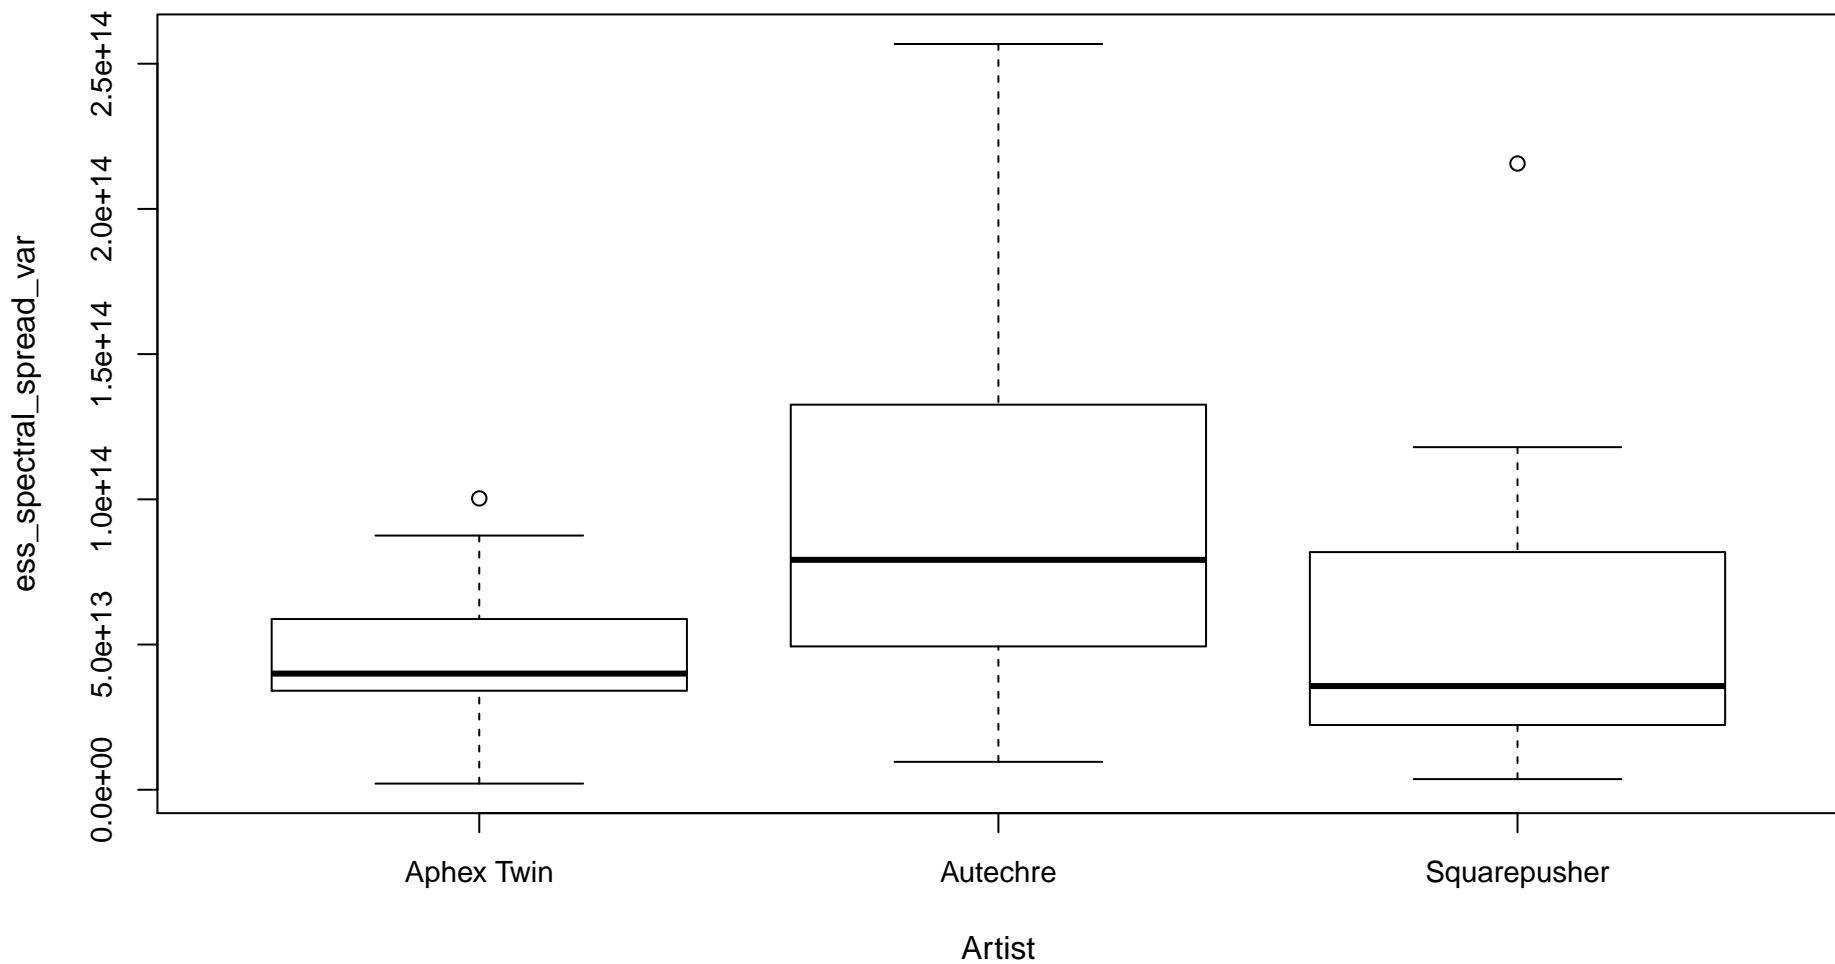 ess_spectral_spread_var
2.5e+14
2.0e+14
1.5e+14
1.0e+14
5.0e+13
0.0e+00
Aphex Twin Autechre Squarepusher
Artist